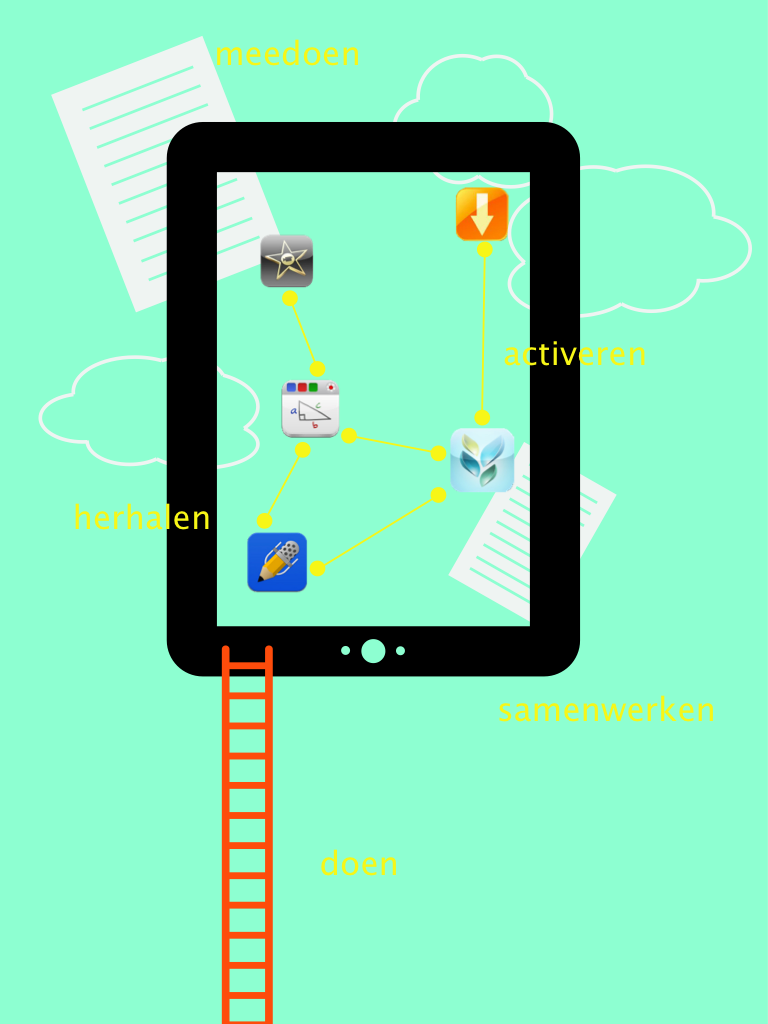 meedoen
activeren
a c
b
herhalen
samenwerken
doen